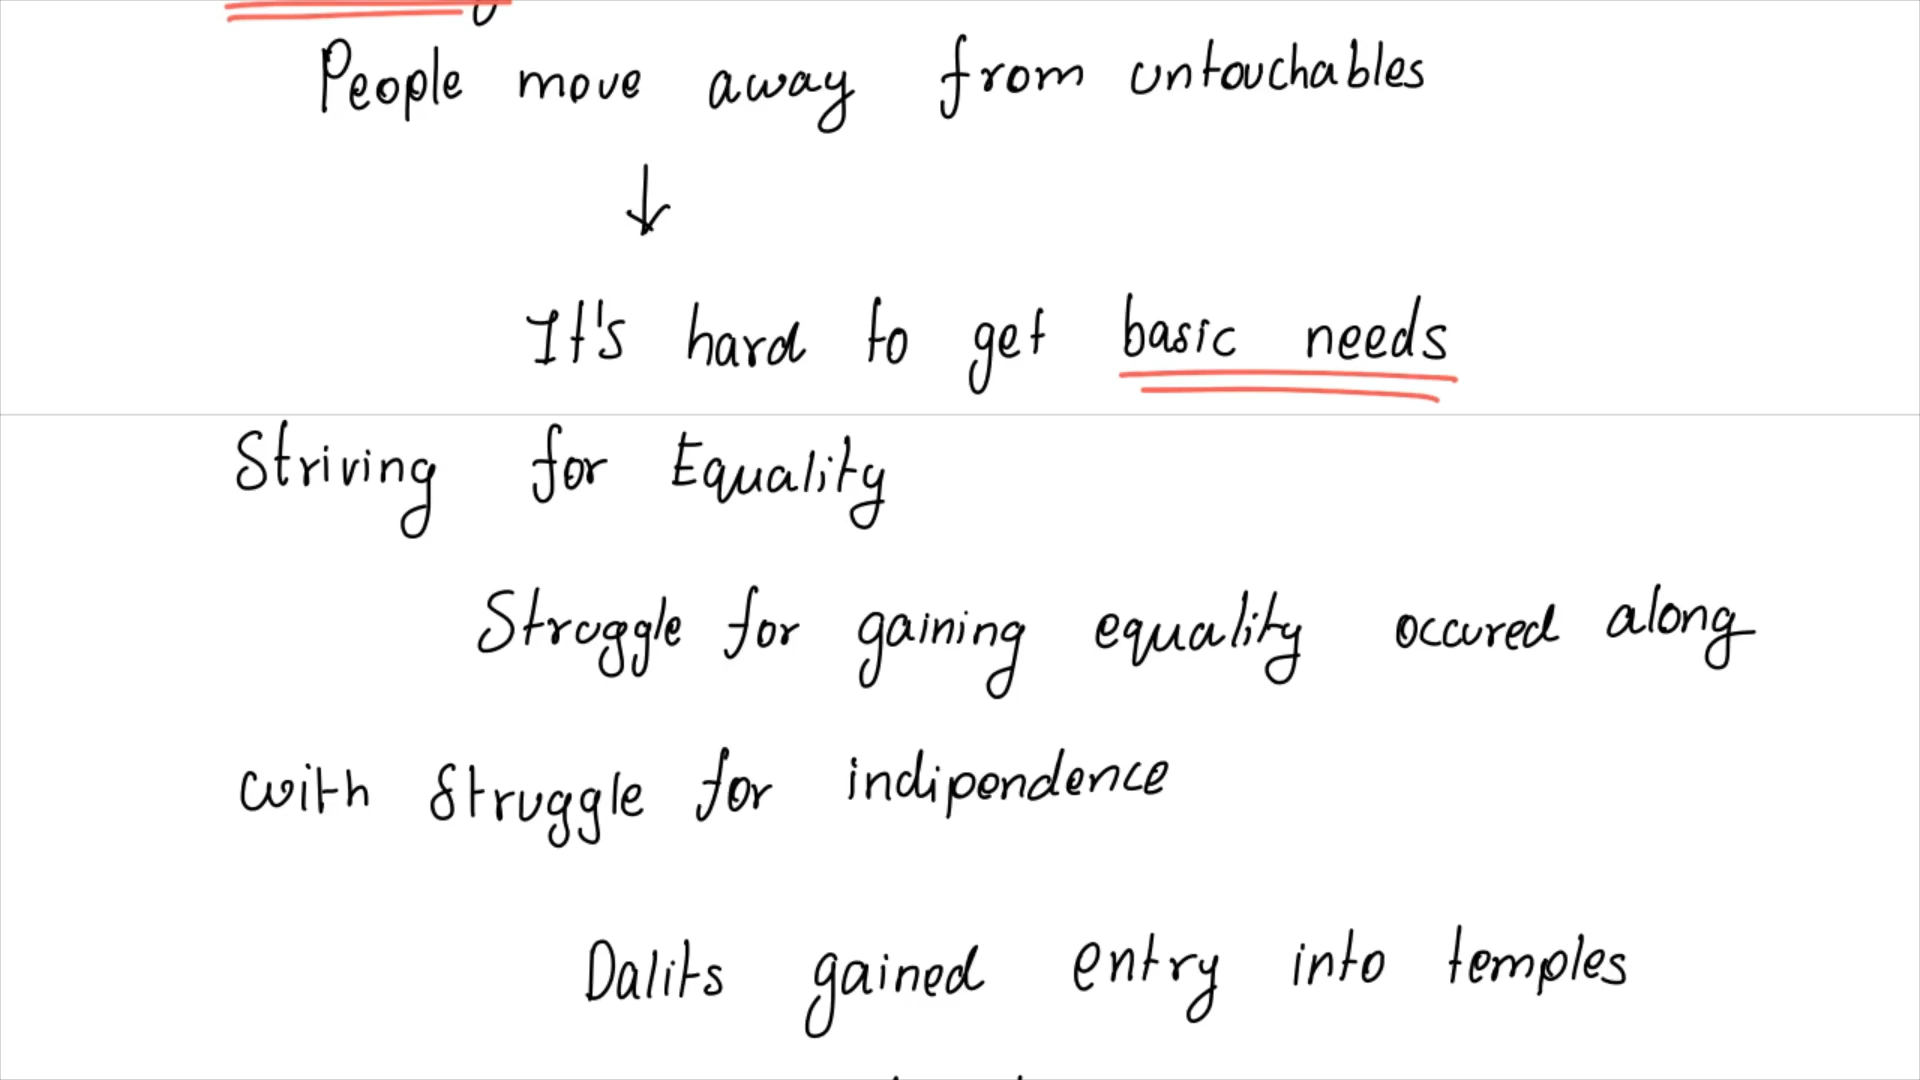 People move away from untouchables
↓
It's hard to get basic needs
Striving for Equality
Struggle for gaining equality occured along
with struggle for indipendence
Dalits gained entry into temples